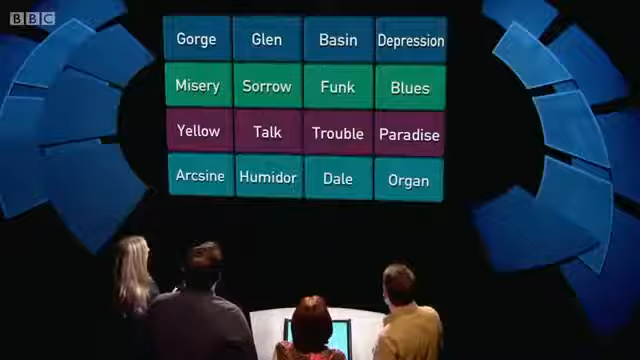 BBC
Gorge Glen Basin Depression
Misery Sorrow Funk Blues
Yellow Talk Trouble Paradise
Arcsine Humidor Dale Organ